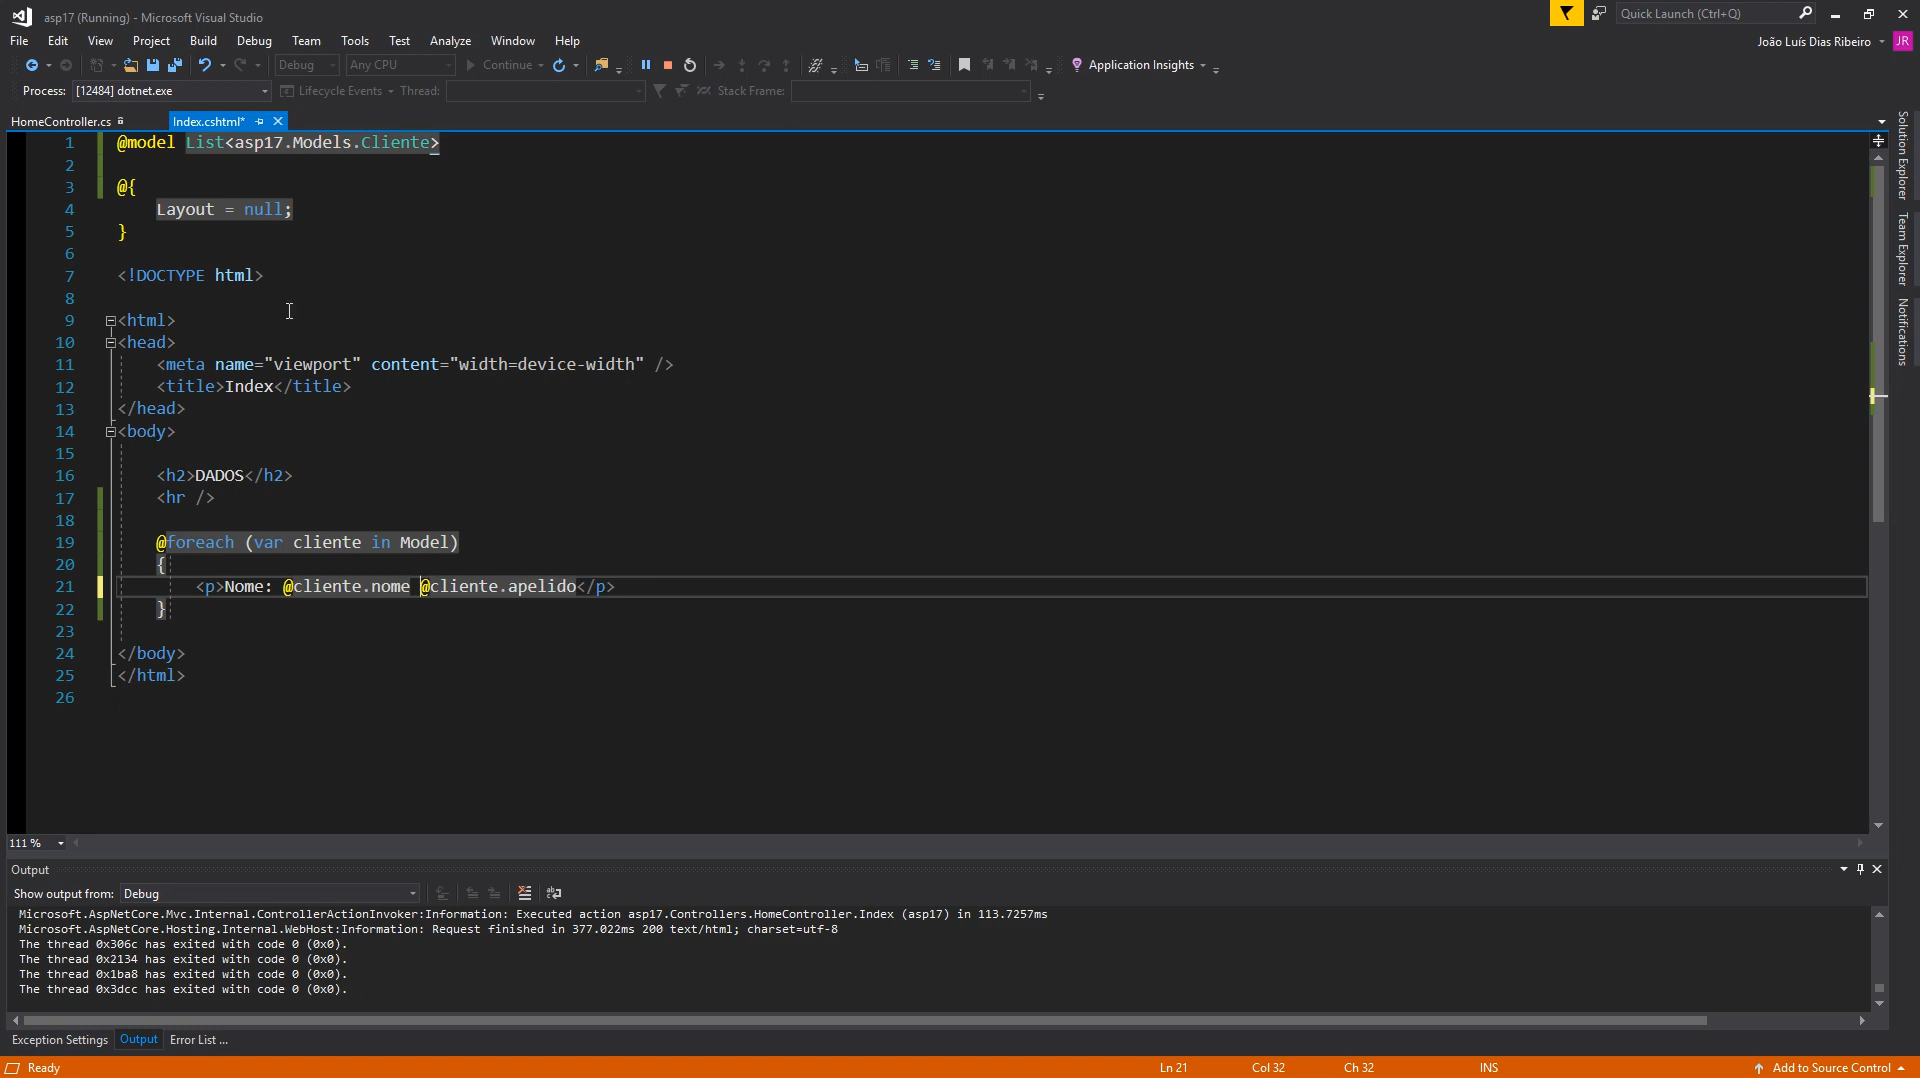 asp17 (Running) - Microsoft Visual Studio
Quick Launch (Ctrl+Q)
File Edit View Project Build Debug Team Tools Test Analyze Window Help
João Luís Dias Ribeiro JR
Debug Any CPU Continue Application Insights
Process: [12484] dotnet.exe Lifecycle Events Thread: Stack Frame:
HomeController.cs Index.cshtml*
1 @model List<asp17.Models.Cliente>
2
3 @{
4 Layout = null;
5 }
6
7 <!DOCTYPE html>
8
9 <html>
10 <head>
11 <meta name="viewport" content="width=device-width" />
12 <title>Index</title>
13 </head>
14 <body>
15
16 <h2>DADOS</h2>
17 <hr />
18
19 @foreach (var cliente in Model)
20 {
21 <p>Nome: @cliente.nome @cliente.apelido</p>
22 }
23
24 </body>
25 </html>
26
Solution Explorer
Team Explorer
Notifications
111 %
Output
Show output from: Debug
Microsoft.AspNetCore.Mvc.Internal.ControllerActionInvoker:Information: Executed action asp17.Controllers.HomeController.Index (asp17) in 113.7257ms
Microsoft.AspNetCore.Hosting.Internal.WebHost:Information: Request finished in 377.022ms 200 text/html; charset=utf-8
The thread 0x306c has exited with code 0 (0x0).
The thread 0x2134 has exited with code 0 (0x0).
The thread 0x1ba8 has exited with code 0 (0x0).
The thread 0x3dcc has exited with code 0 (0x0).
Exception Settings Output Error List ...
Ready Ln 21 Col 32 Ch 32 INS Add to Source Control